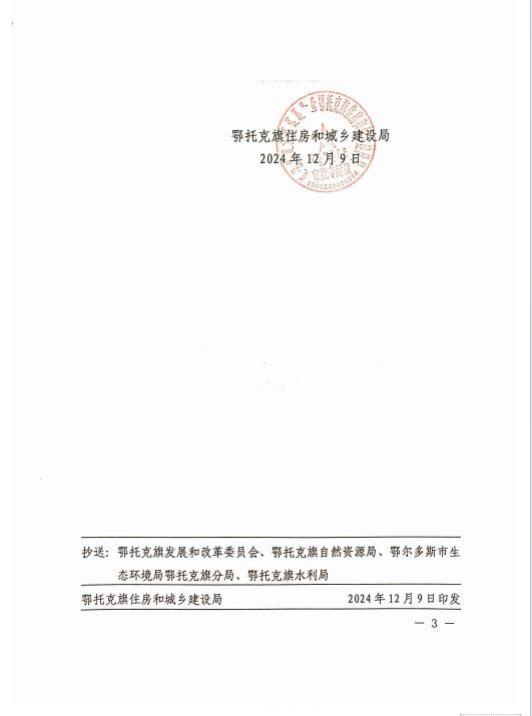 鄂托克旗住房和城乡建设局
2024年12月9日
抄送：鄂托克旗发展和改革委员会、鄂托克旗自然资源局、鄂尔多斯市生
态环境局鄂托克旗分局、鄂托克旗水利局
鄂托克旗住房和城乡建设局 2024年12月9日印发
— 3 —